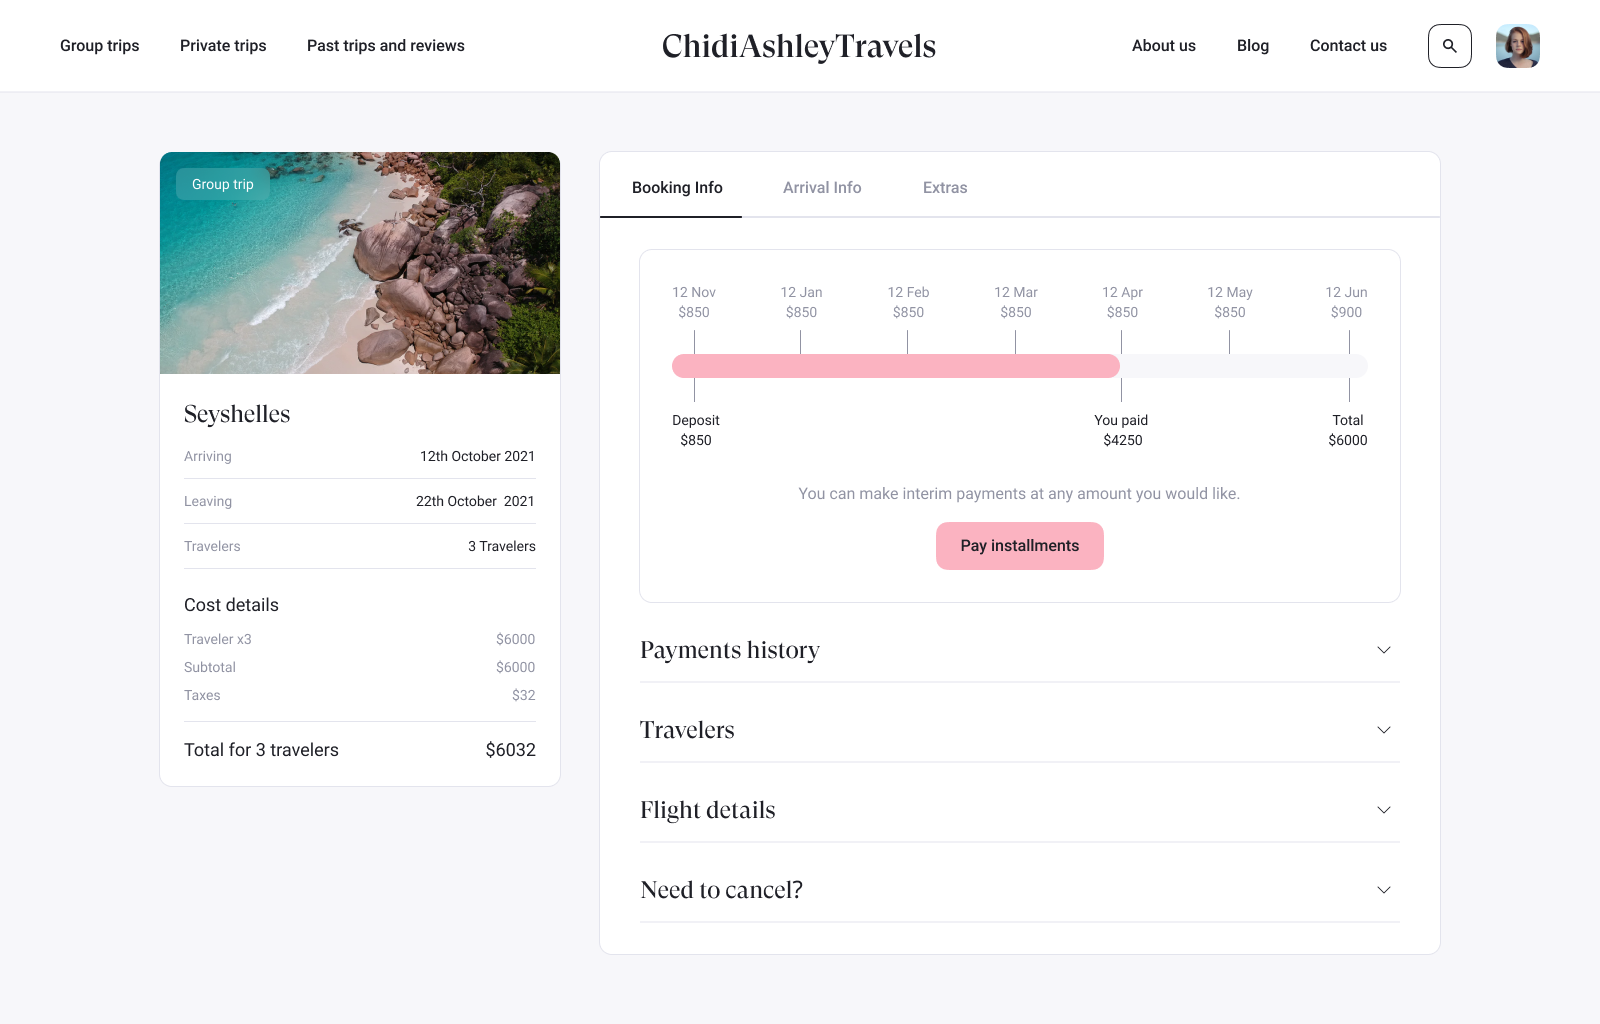 Group trips
Private trips
Past trips and reviews
ChidiAshleyTravels
About us
Blog
Contact us
Group trip
Seyshelles
Arriving 12th October 2021
Leaving 22th October 2021
Travelers 3 Travelers
Cost details
Traveler x3 $6000
Subtotal $6000
Taxes $32
Total for 3 travelers $6032
Booking Info
Arrival Info
Extras
12 Nov 12 Jan 12 Feb 12 Mar 12 Apr 12 May 12 Jun
$850 $850 $850 $850 $850 $850 $900
Deposit You paid Total
$850 $4250 $6000
You can make interim payments at any amount you would like.
Pay installments
Payments history
Travelers
Flight details
Need to cancel?